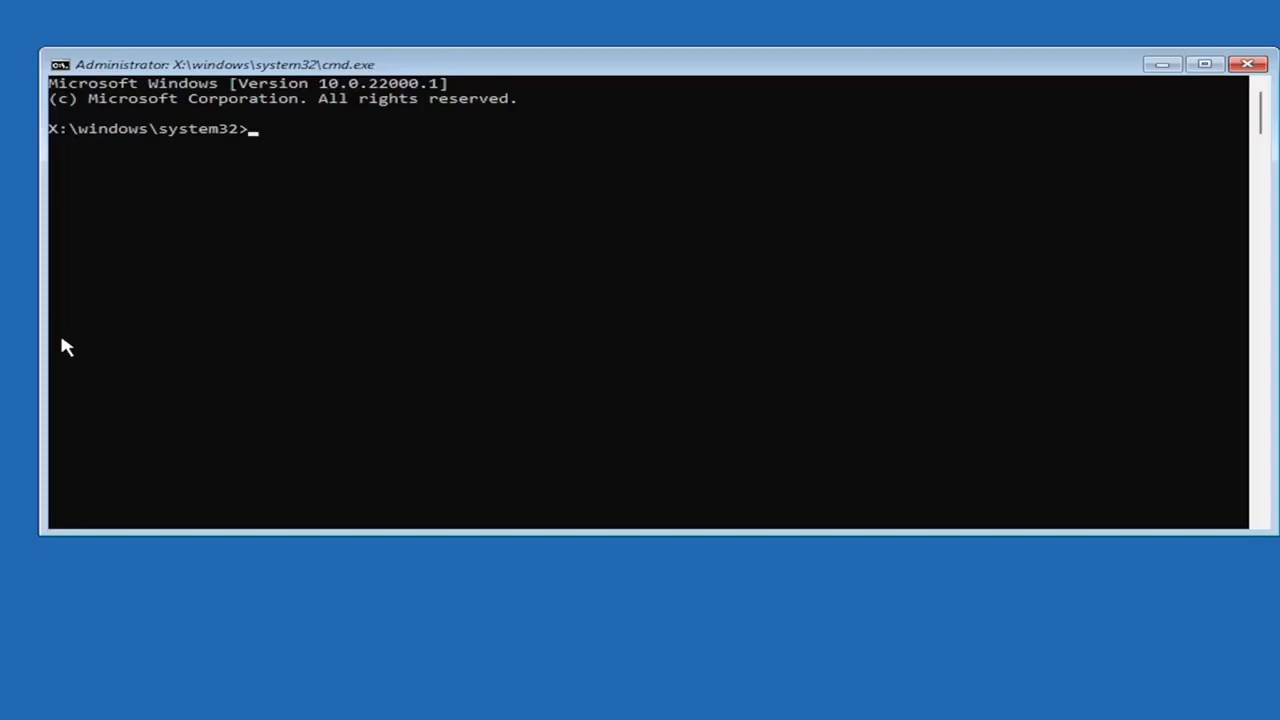 Administrator: X:\windows\system32\cmd.exe
Microsoft Windows [Version 10.0.22000.1]
(c) Microsoft Corporation. All rights reserved.
X:\windows\system32>